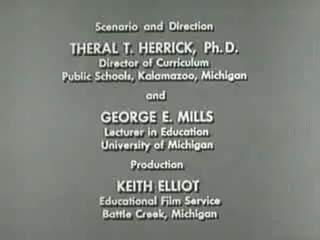 Scenario and Direction
THERAL T. HERRICK, Ph.D.
Director of Curriculum
Public Schools, Kalamazoo, Michigan
and
GEORGE E. MILLS
Lecturer in Education
University of Michigan
Production
KEITH ELLIOT
Educational Film Service
Battle Creek, Michigan